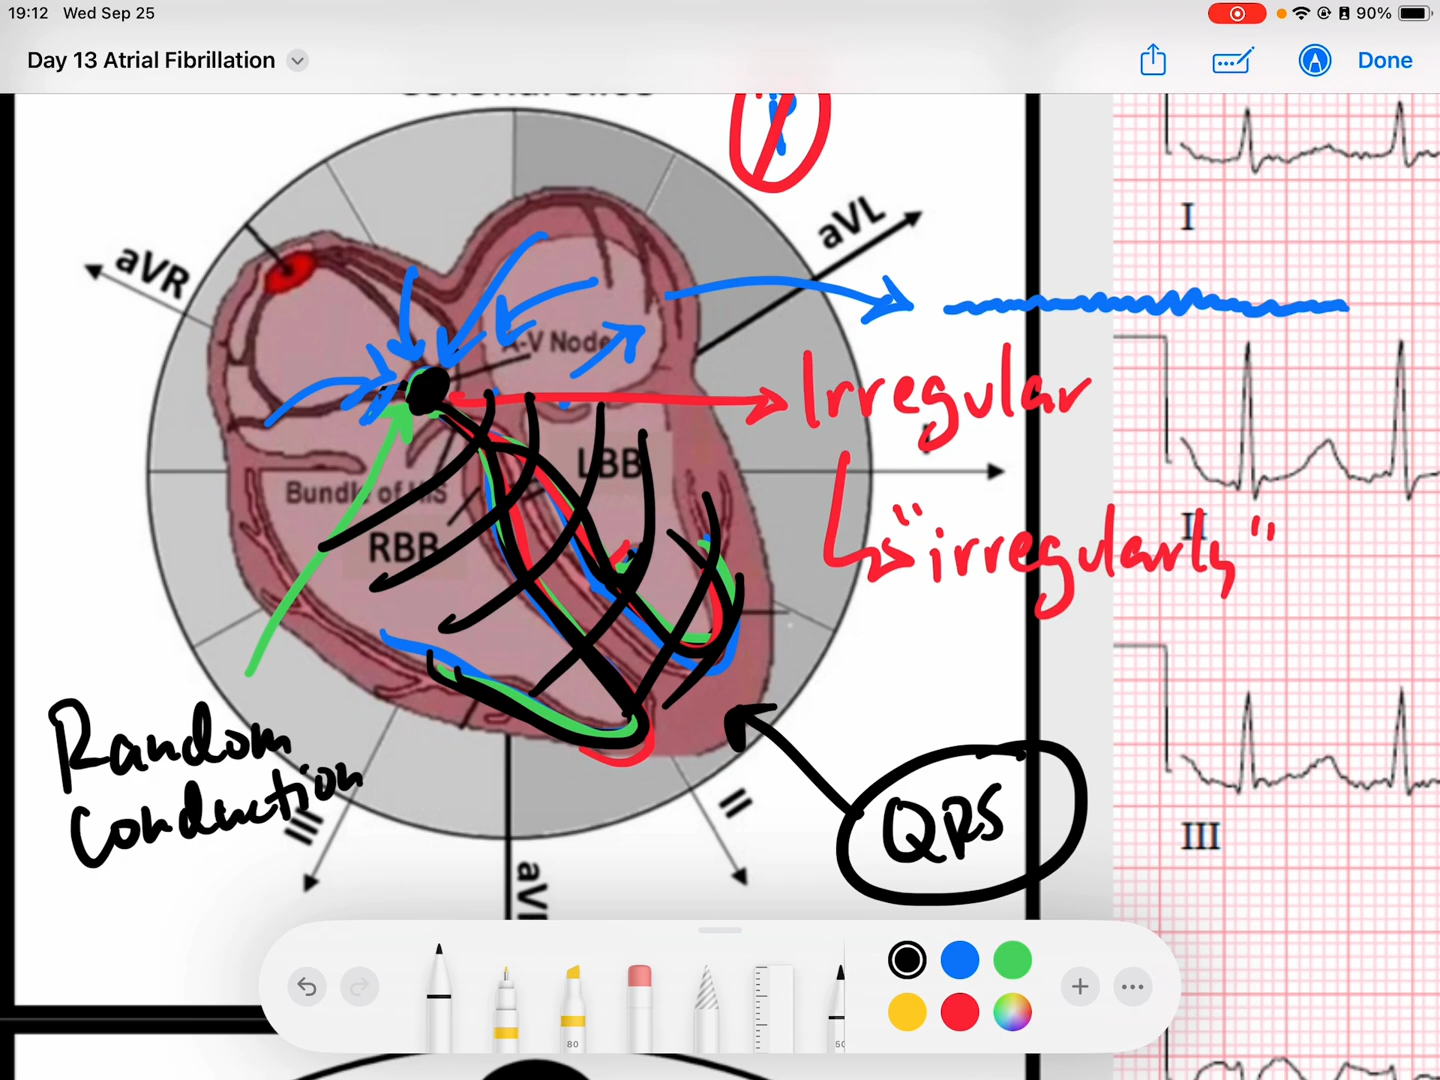 19:12 Wed Sep 25
90%
Day 13 Atrial Fibrillation
Done
P
aVR
aVL
I
A-V Node
Irregular
I
LBB
Bundle of HIS
RBB
"irregularly"
II
Random
conduction
III
II
QRS
III
80
50